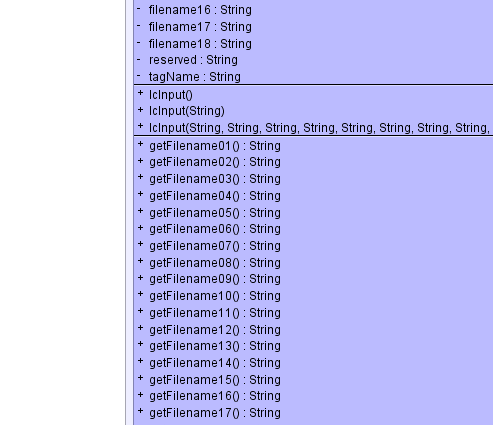 - filename16 : String
- filename17 : String
- filename18 : String
- reserved : String
- tagName : String
+ IcInput()
+ IcInput(String)
+ IcInput(String, String, String, String, String, String, String, String,
+ getFilename01() : String
+ getFilename02() : String
+ getFilename03() : String
+ getFilename04() : String
+ getFilename05() : String
+ getFilename06() : String
+ getFilename07() : String
+ getFilename08() : String
+ getFilename09() : String
+ getFilename10() : String
+ getFilename11() : String
+ getFilename12() : String
+ getFilename13() : String
+ getFilename14() : String
+ getFilename15() : String
+ getFilename16() : String
+ getFilename17() : String